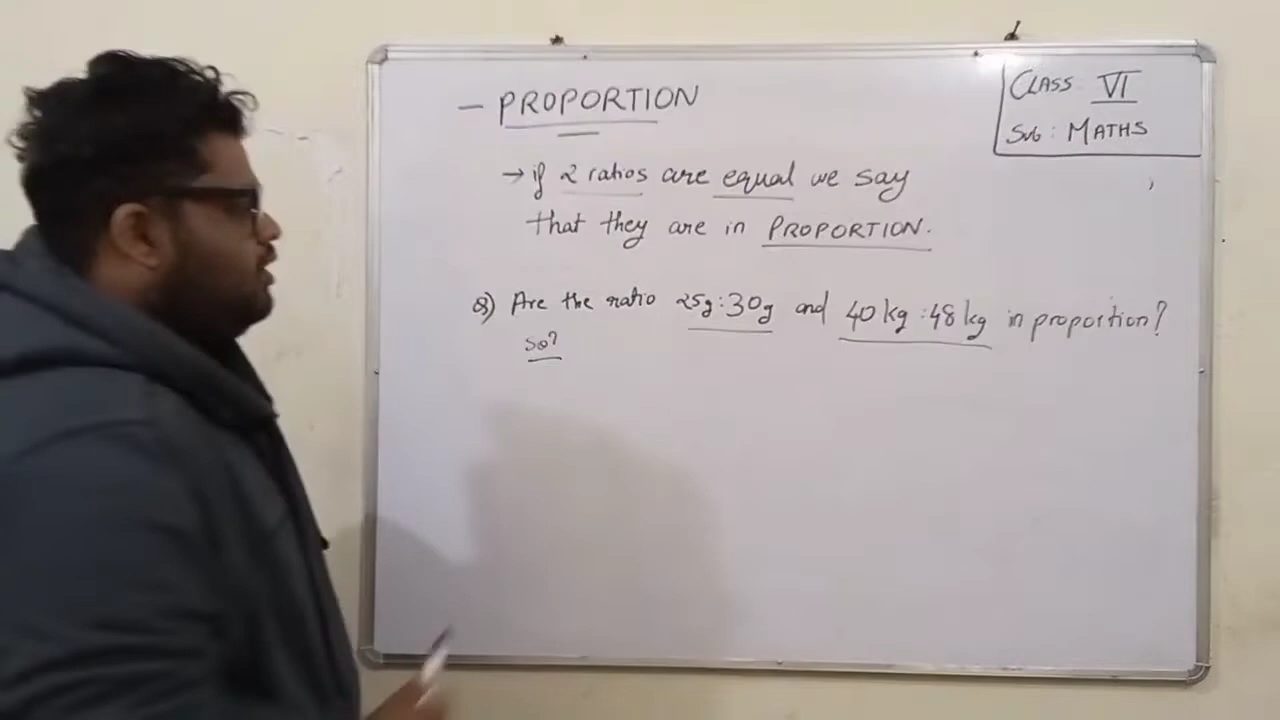 — PROPORTION
CLASS VI
Sub : MATHS
→ if 2 ratios are equal we say
that they are in PROPORTION.
Q) Are the ratio 25g:30g and 40kg :48kg in proportion?